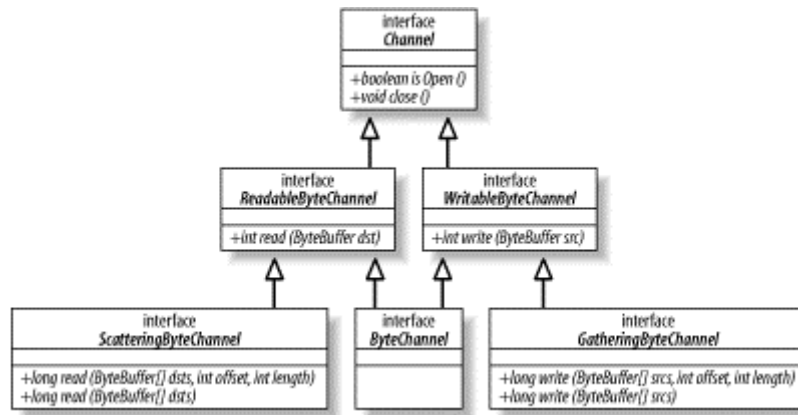 interface
Channel
+boolean is Open ()
+void close ()
interface
ReadableByteChannel
+int read (ByteBuffer dst)
interface
WritableByteChannel
+int write (ByteBuffer src)
interface
ScatteringByteChannel
+long read (ByteBuffer[] dsts, int offset, int length)
+long read (ByteBuffer[] dsts)
interface
ByteChannel
interface
GatheringByteChannel
+long write (ByteBuffer[] srcs, int offset, int length)
+long write (ByteBuffer[] srcs)